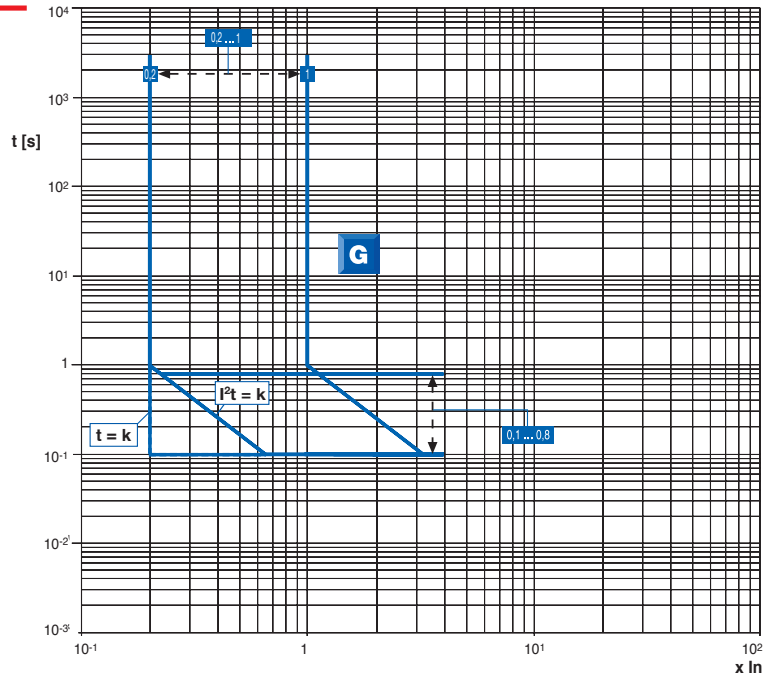 10⁴
0,2 ... 1
0,2
1
10³
t [s]
10²
G
10¹
1
I²t = k
t = k
0,1 ... 0,8
10-¹
10-²
10-³
10-¹
1
10¹
10²
x In